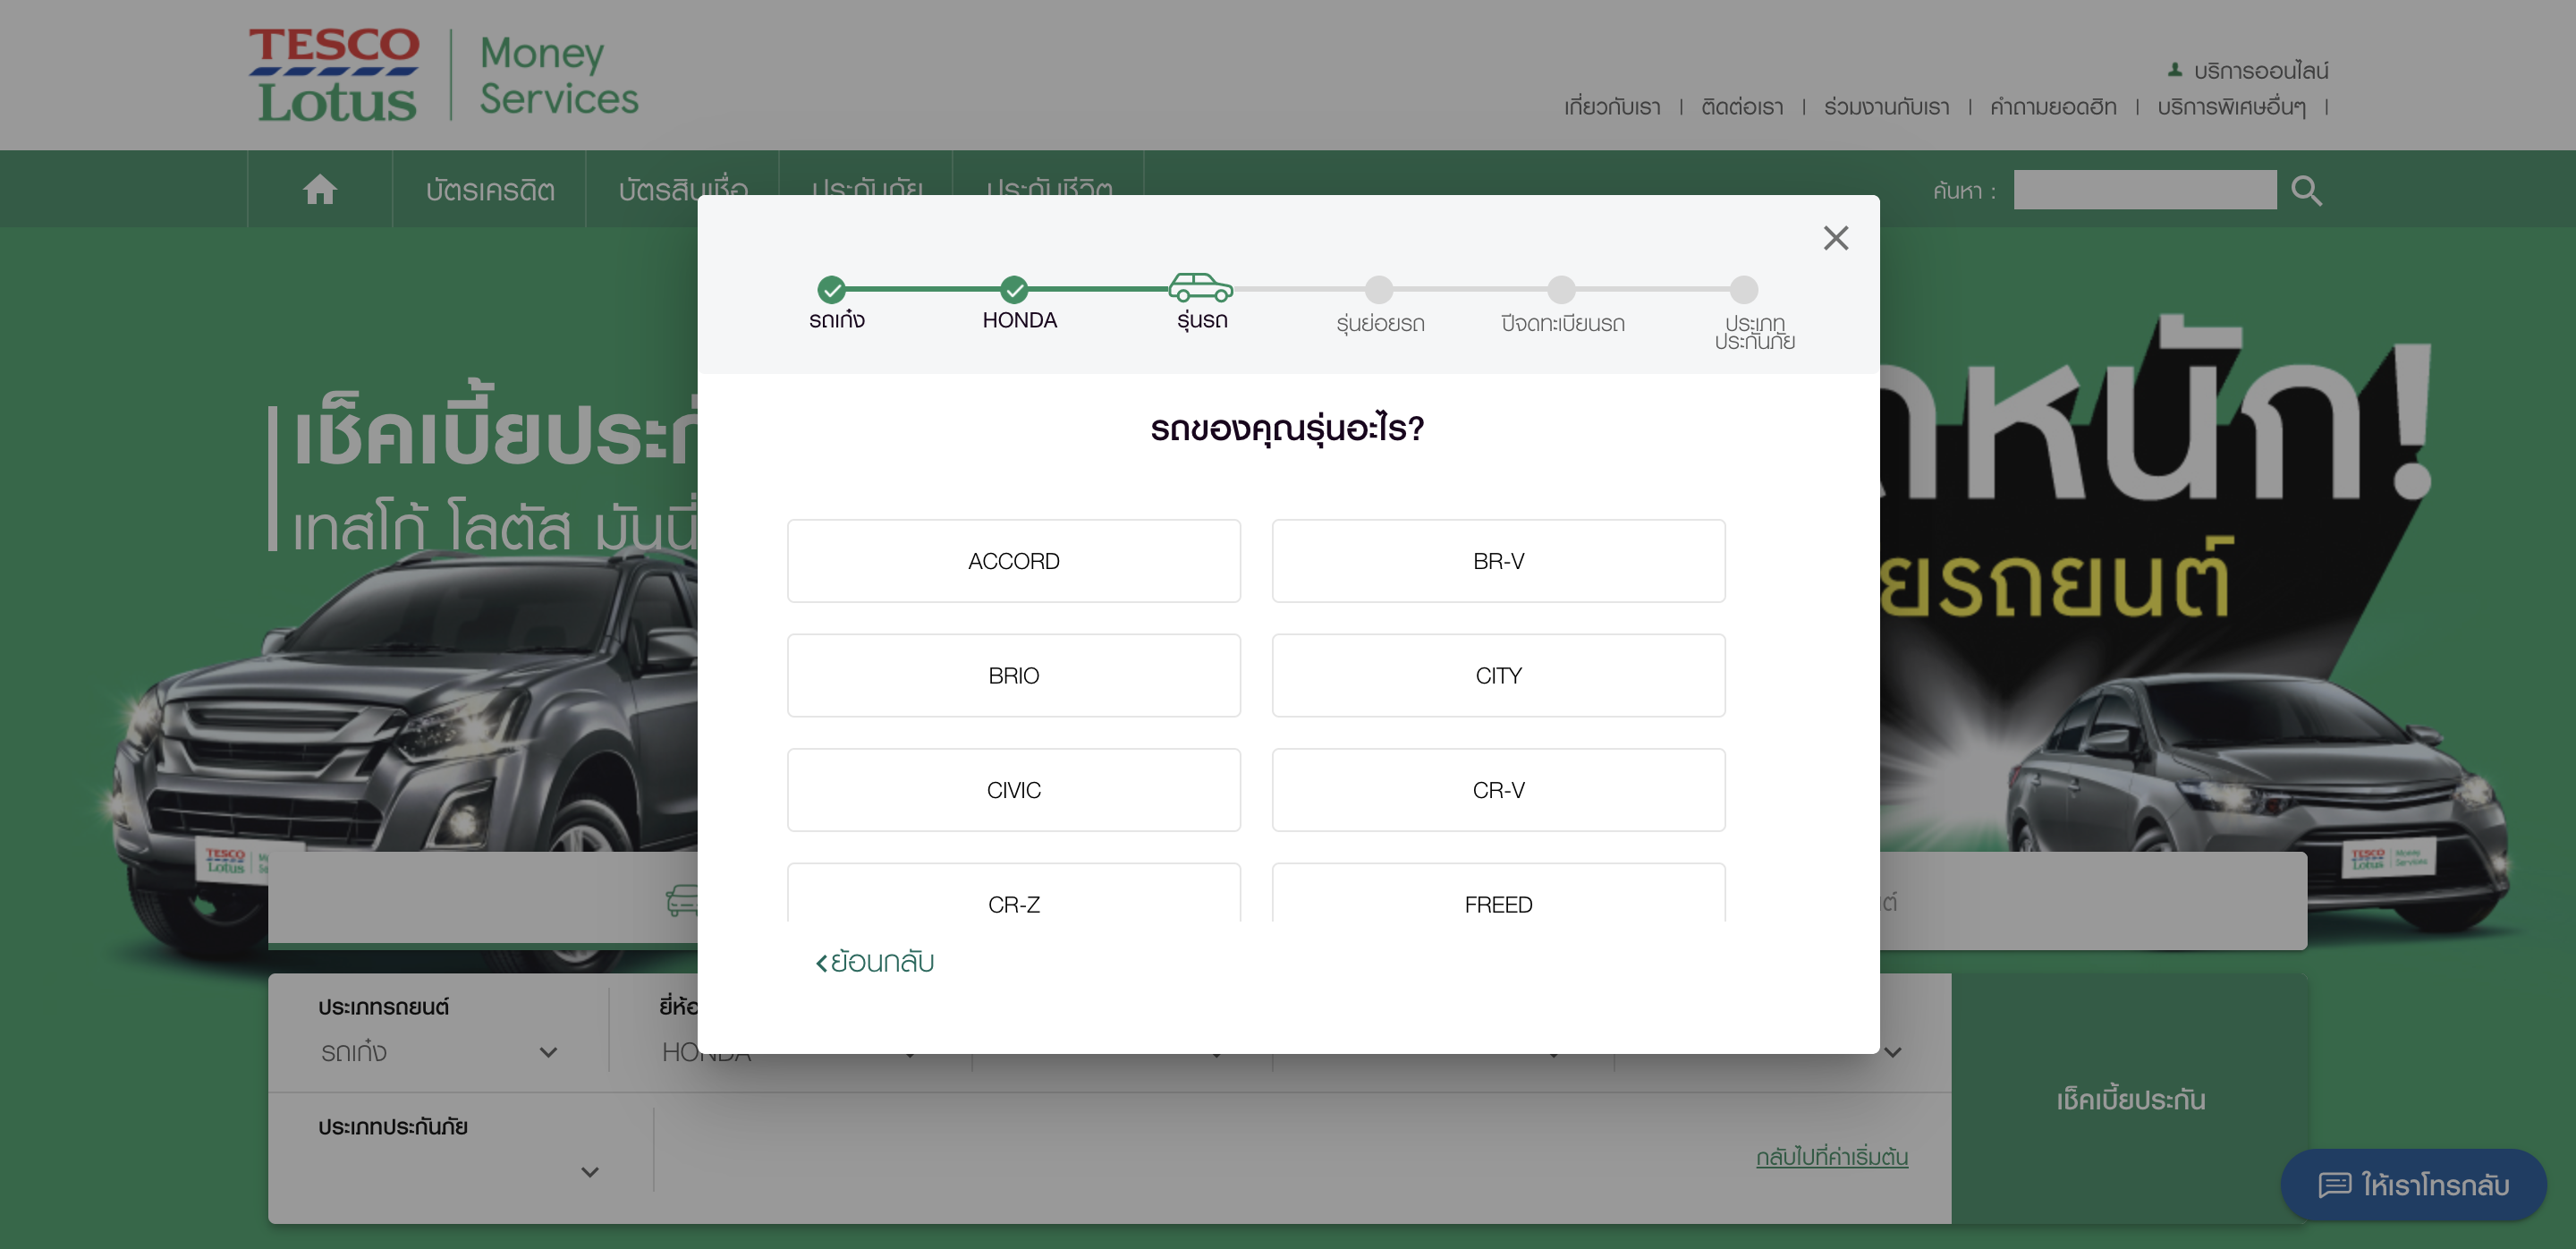 TESCO
Lotus
Money
Services
บริการออนไลน์
เกี่ยวกับเรา | ติดต่อเรา | ร่วมงานกับเรา | คำถามยอดฮิท | บริการพิเศษอื่นๆ |
บัตรเครดิต บัตรสินเชื่อ ประกันภัย ประกันชีวิต ค้นหา :
รถเก๋ง HONDA รุ่นรถ รุ่นย่อยรถ ปีจดทะเบียนรถ ประเภท
ประกันภัย
รถของคุณรุ่นอะไร?
ACCORD BR-V
BRIO CITY
CIVIC CR-V
CR-Z FREED
ย้อนกลับ
เช็คเบี้ยประกั
เทสโก้ โลตัส มันนี่
หนัก!
ยรถยนต์
TESCO
Lotus
TESCO
Lotus
Money
Services
ประเภทรถยนต์ ยี่ห้อ
รถเก๋ง HONDA
ประเภทประกันภัย
กลับไปที่ค่าเริ่มต้น
เช็คเบี้ยประกัน
ให้เราโทรกลับ